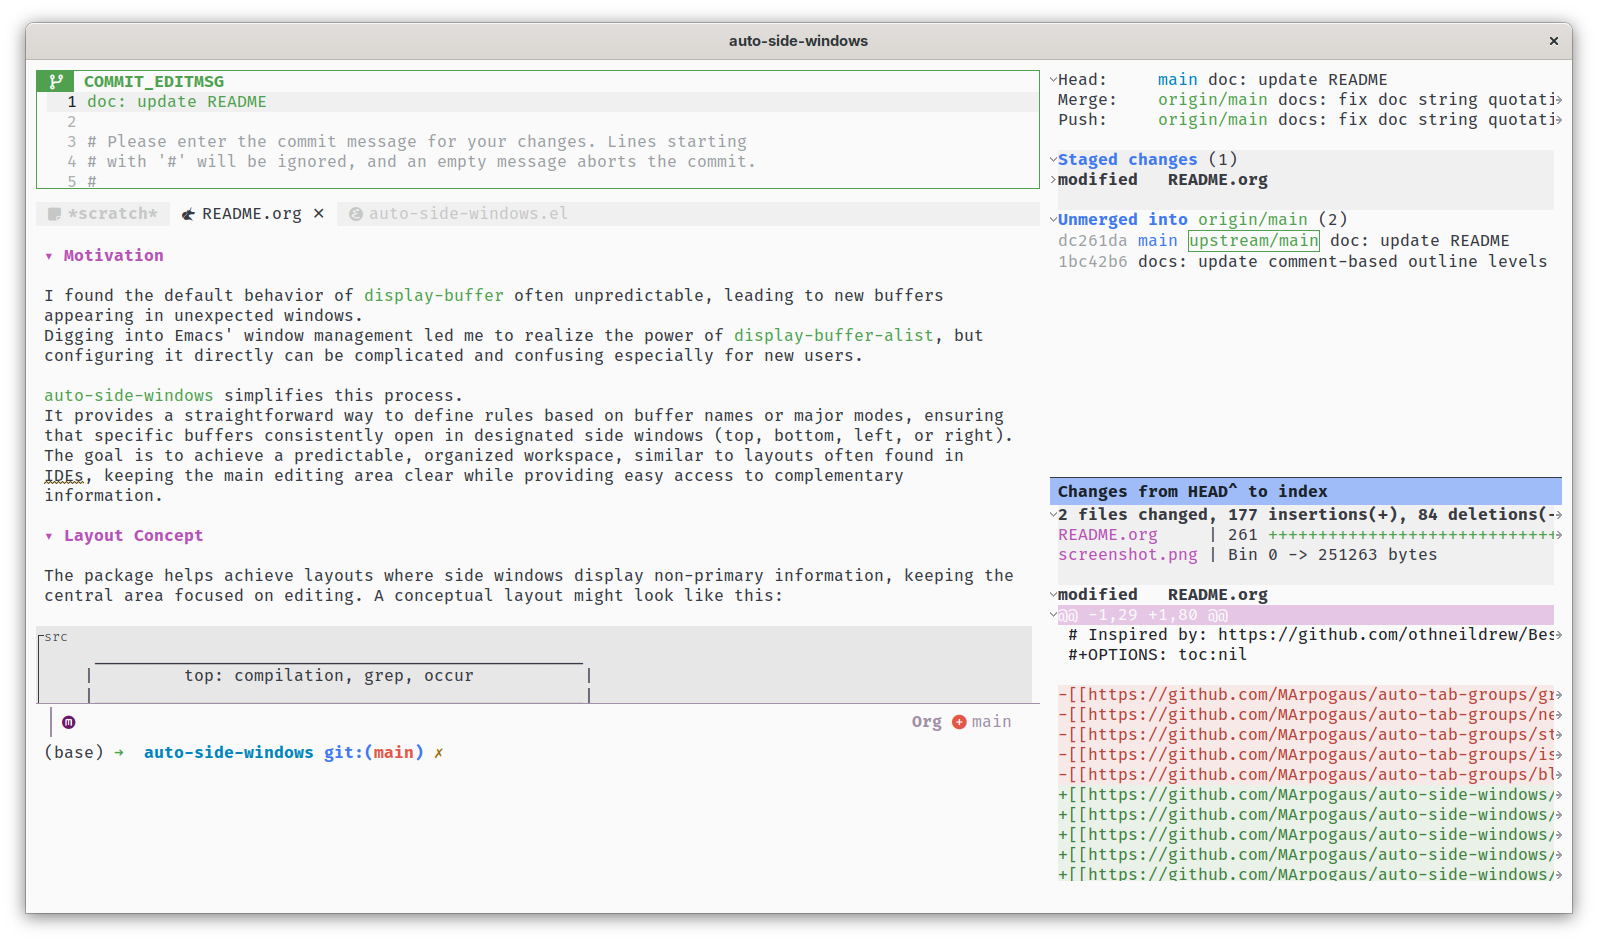 auto-side-windows
COMMIT_EDITMSG
1 doc: update README
2
3 # Please enter the commit message for your changes. Lines starting
4 # with '#' will be ignored, and an empty message aborts the commit.
5 #
*scratch* README.org × auto-side-windows.el
▾ Motivation
I found the default behavior of display-buffer often unpredictable, leading to new buffers
appearing in unexpected windows.
Digging into Emacs' window management led me to realize the power of display-buffer-alist, but
configuring it directly can be complicated and confusing especially for new users.
auto-side-windows simplifies this process.
It provides a straightforward way to define rules based on buffer names or major modes, ensuring
that specific buffers consistently open in designated side windows (top, bottom, left, or right).
The goal is to achieve a predictable, organized workspace, similar to layouts often found in
IDEs, keeping the main editing area clear while providing easy access to complementary
information.
▾ Layout Concept
The package helps achieve layouts where side windows display non-primary information, keeping the
central area focused on editing. A conceptual layout might look like this:
src
| top: compilation, grep, occur |
| |
m Org main
(base) → auto-side-windows git:(main) ✗
Head: main doc: update README
Merge: origin/main docs: fix doc string quotati
Push: origin/main docs: fix doc string quotati
Staged changes (1)
modified README.org
Unmerged into origin/main (2)
dc261da main upstream/main doc: update README
1bc42b6 docs: update comment-based outline levels
Changes from HEAD^ to index
2 files changed, 177 insertions(+), 84 deletions(-
README.org | 261 +++++++++++++++++++++++++++++
screenshot.png | Bin 0 -> 251263 bytes
modified README.org
@@ -1,29 +1,80 @@
# Inspired by: https://github.com/othneildrew/Bes
#+OPTIONS: toc:nil
-[[https://github.com/MArpogaus/auto-tab-groups/gr
-[[https://github.com/MArpogaus/auto-tab-groups/ne
-[[https://github.com/MArpogaus/auto-tab-groups/st
-[[https://github.com/MArpogaus/auto-tab-groups/is
-[[https://github.com/MArpogaus/auto-tab-groups/bl
+[[https://github.com/MArpogaus/auto-side-windows/
+[[https://github.com/MArpogaus/auto-side-windows/
+[[https://github.com/MArpogaus/auto-side-windows/
+[[https://github.com/MArpogaus/auto-side-windows/
+[[https://github.com/MArpogaus/auto-side-windows/